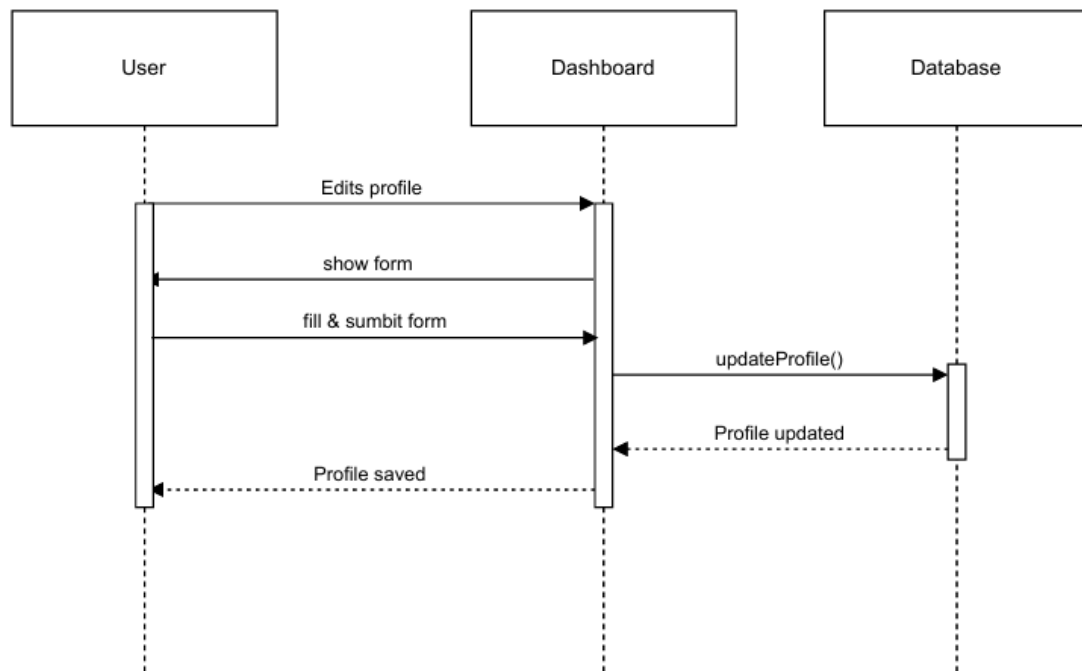 User
Dashboard
Database
Edits profile
show form
fill & sumbit form
updateProfile()
Profile updated
Profile saved